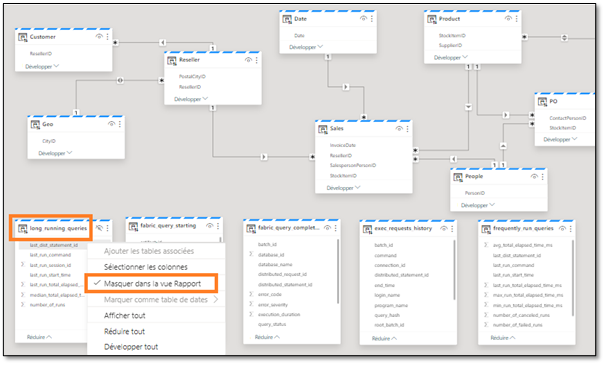 Customer
ResellerID
Développer
Reseller
PostalCityID
ResellerID
Développer
Date
Date
Développer
Product
StockItemID
SupplierID
Développer
Geo
CityID
Développer
Sales
InvoiceDate
ResellerID
SalespersonPersonID
StockItemID
Développer
PO
ContactPersonID
StockItemID
Développer
People
PersonID
Développer
long_running_queries
last_dist_statement_id
last_run_command
last_run_session_id
last_run_start_time
last_run_total_elapsed_...
median_total_elapsed_t...
number_of_runs
Réduire
fabric_query_starting
Ajouter les tables associées
Sélectionner les colonnes
Masquer dans la vue Rapport
Marquer comme table de dates
Afficher tout
Réduire tout
Développer tout
fabric_query_complet...
batch_id
database_id
database_name
distributed_request_id
distributed_statement_id
error_code
error_severity
execution_duration
query_status
Réduire
exec_requests_history
batch_id
command
connection_id
distributed_statement_id
end_time
login_name
program_name
query_hash
root_batch_id
Réduire
frequently_run_queries
avg_total_elapsed_time_ms
last_dist_statement_id
last_run_command
last_run_start_time
last_run_total_elapsed_time_ms
max_run_total_elapsed_time_ms
min_run_total_elapsed_time_ms
number_of_canceled_runs
number_of_failed_runs
Réduire